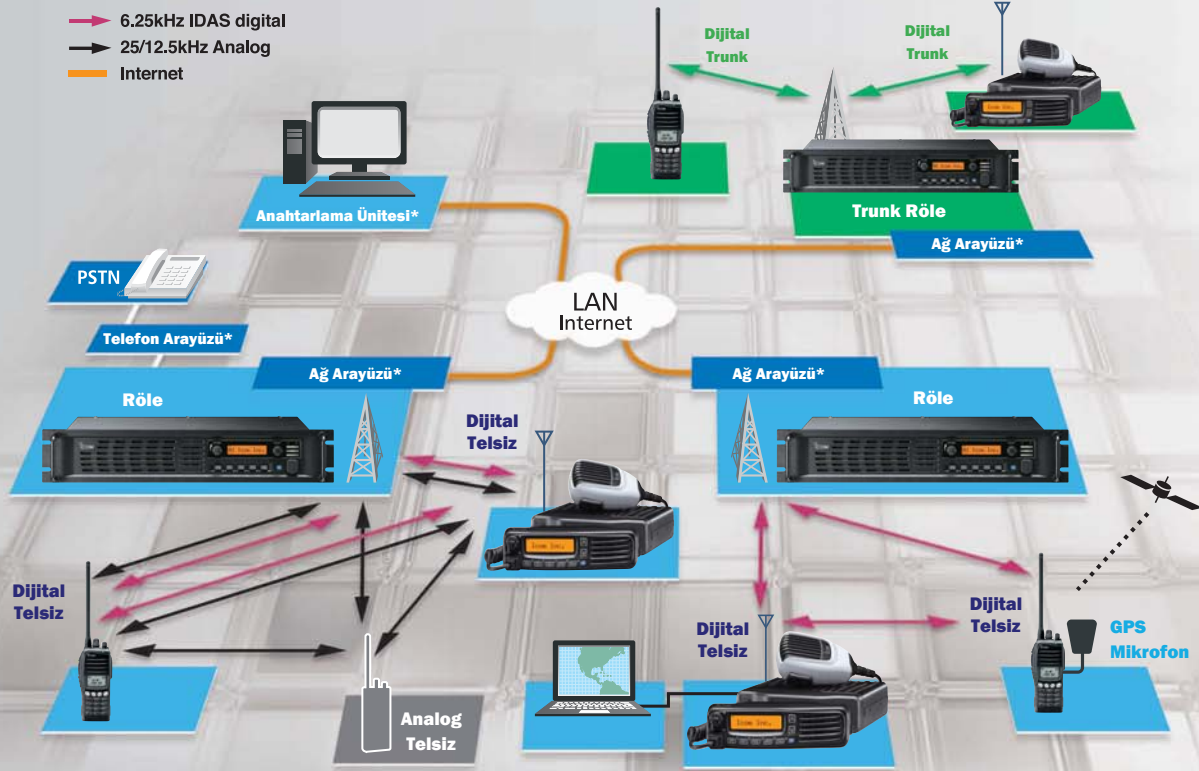 6.25kHz IDAS digital
25/12.5kHz Analog
Internet
Dijital
Trunk
Dijital
Trunk
Anahtarlama Ünitesi*
Trunk Röle
Ağ Arayüzü*
PSTN
LAN
Internet
Telefon Arayüzü*
Ağ Arayüzü*
Ağ Arayüzü*
Röle
Röle
Dijital
Telsiz
Dijital
Telsiz
Dijital
Telsiz
Dijital
Telsiz
GPS
Mikrofon
Analog
Telsiz